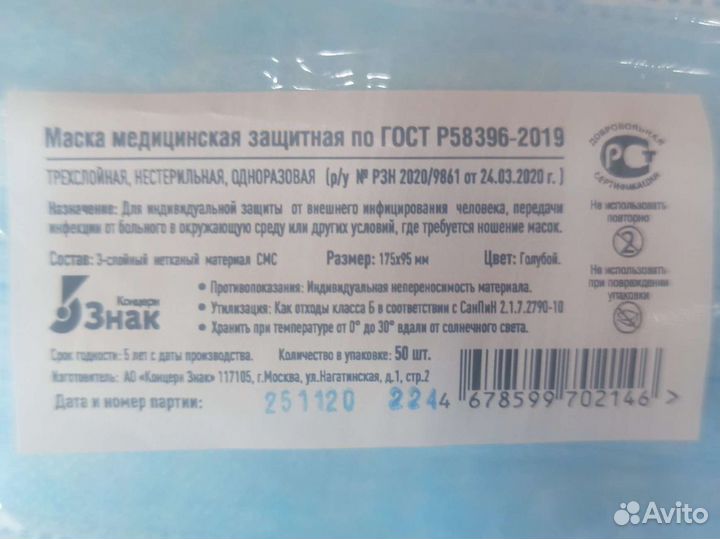 Маска медицинская защитная по ГОСТ Р58396-2019
ТРЕХСЛОЙНАЯ, НЕСТЕРИЛЬНАЯ, ОДНОРАЗОВАЯ (р/у № РЗН 2020/9861 от 24.03.2020 г.)
ДОБРОВОЛЬНАЯ
РСТ
СЕРТИФИКАЦИЯ
Назначение: Для индивидуальной защиты от внешнего инфицирования человека, передачи
инфекции от больного в окружающую среду или других условий, где требуется ношение масок.
Не использовать
повторно
2
Состав: 3-слойный нетканый материал СМС Размер: 175х95 мм Цвет: Голубой.
Не использовать
при повреждении
упаковки
Концерн
Знак
• Противопоказания: Индивидуальная непереносимость материала.
• Утилизация: Как отходы класса Б в соответствии с СанПиН 2.1.7.2790-10
• Хранить при температуре от 0° до 30° вдали от солнечного света.
Срок годности: 5 лет с даты производства. Количество в упаковке: 50 шт.
Изготовитель: АО «Концерн Знак» 117105, г.Москва, ул.Нагатинская, д.1, стр.2
Дата и номер партии: 251120 224
4 678599 702146 >
Avito